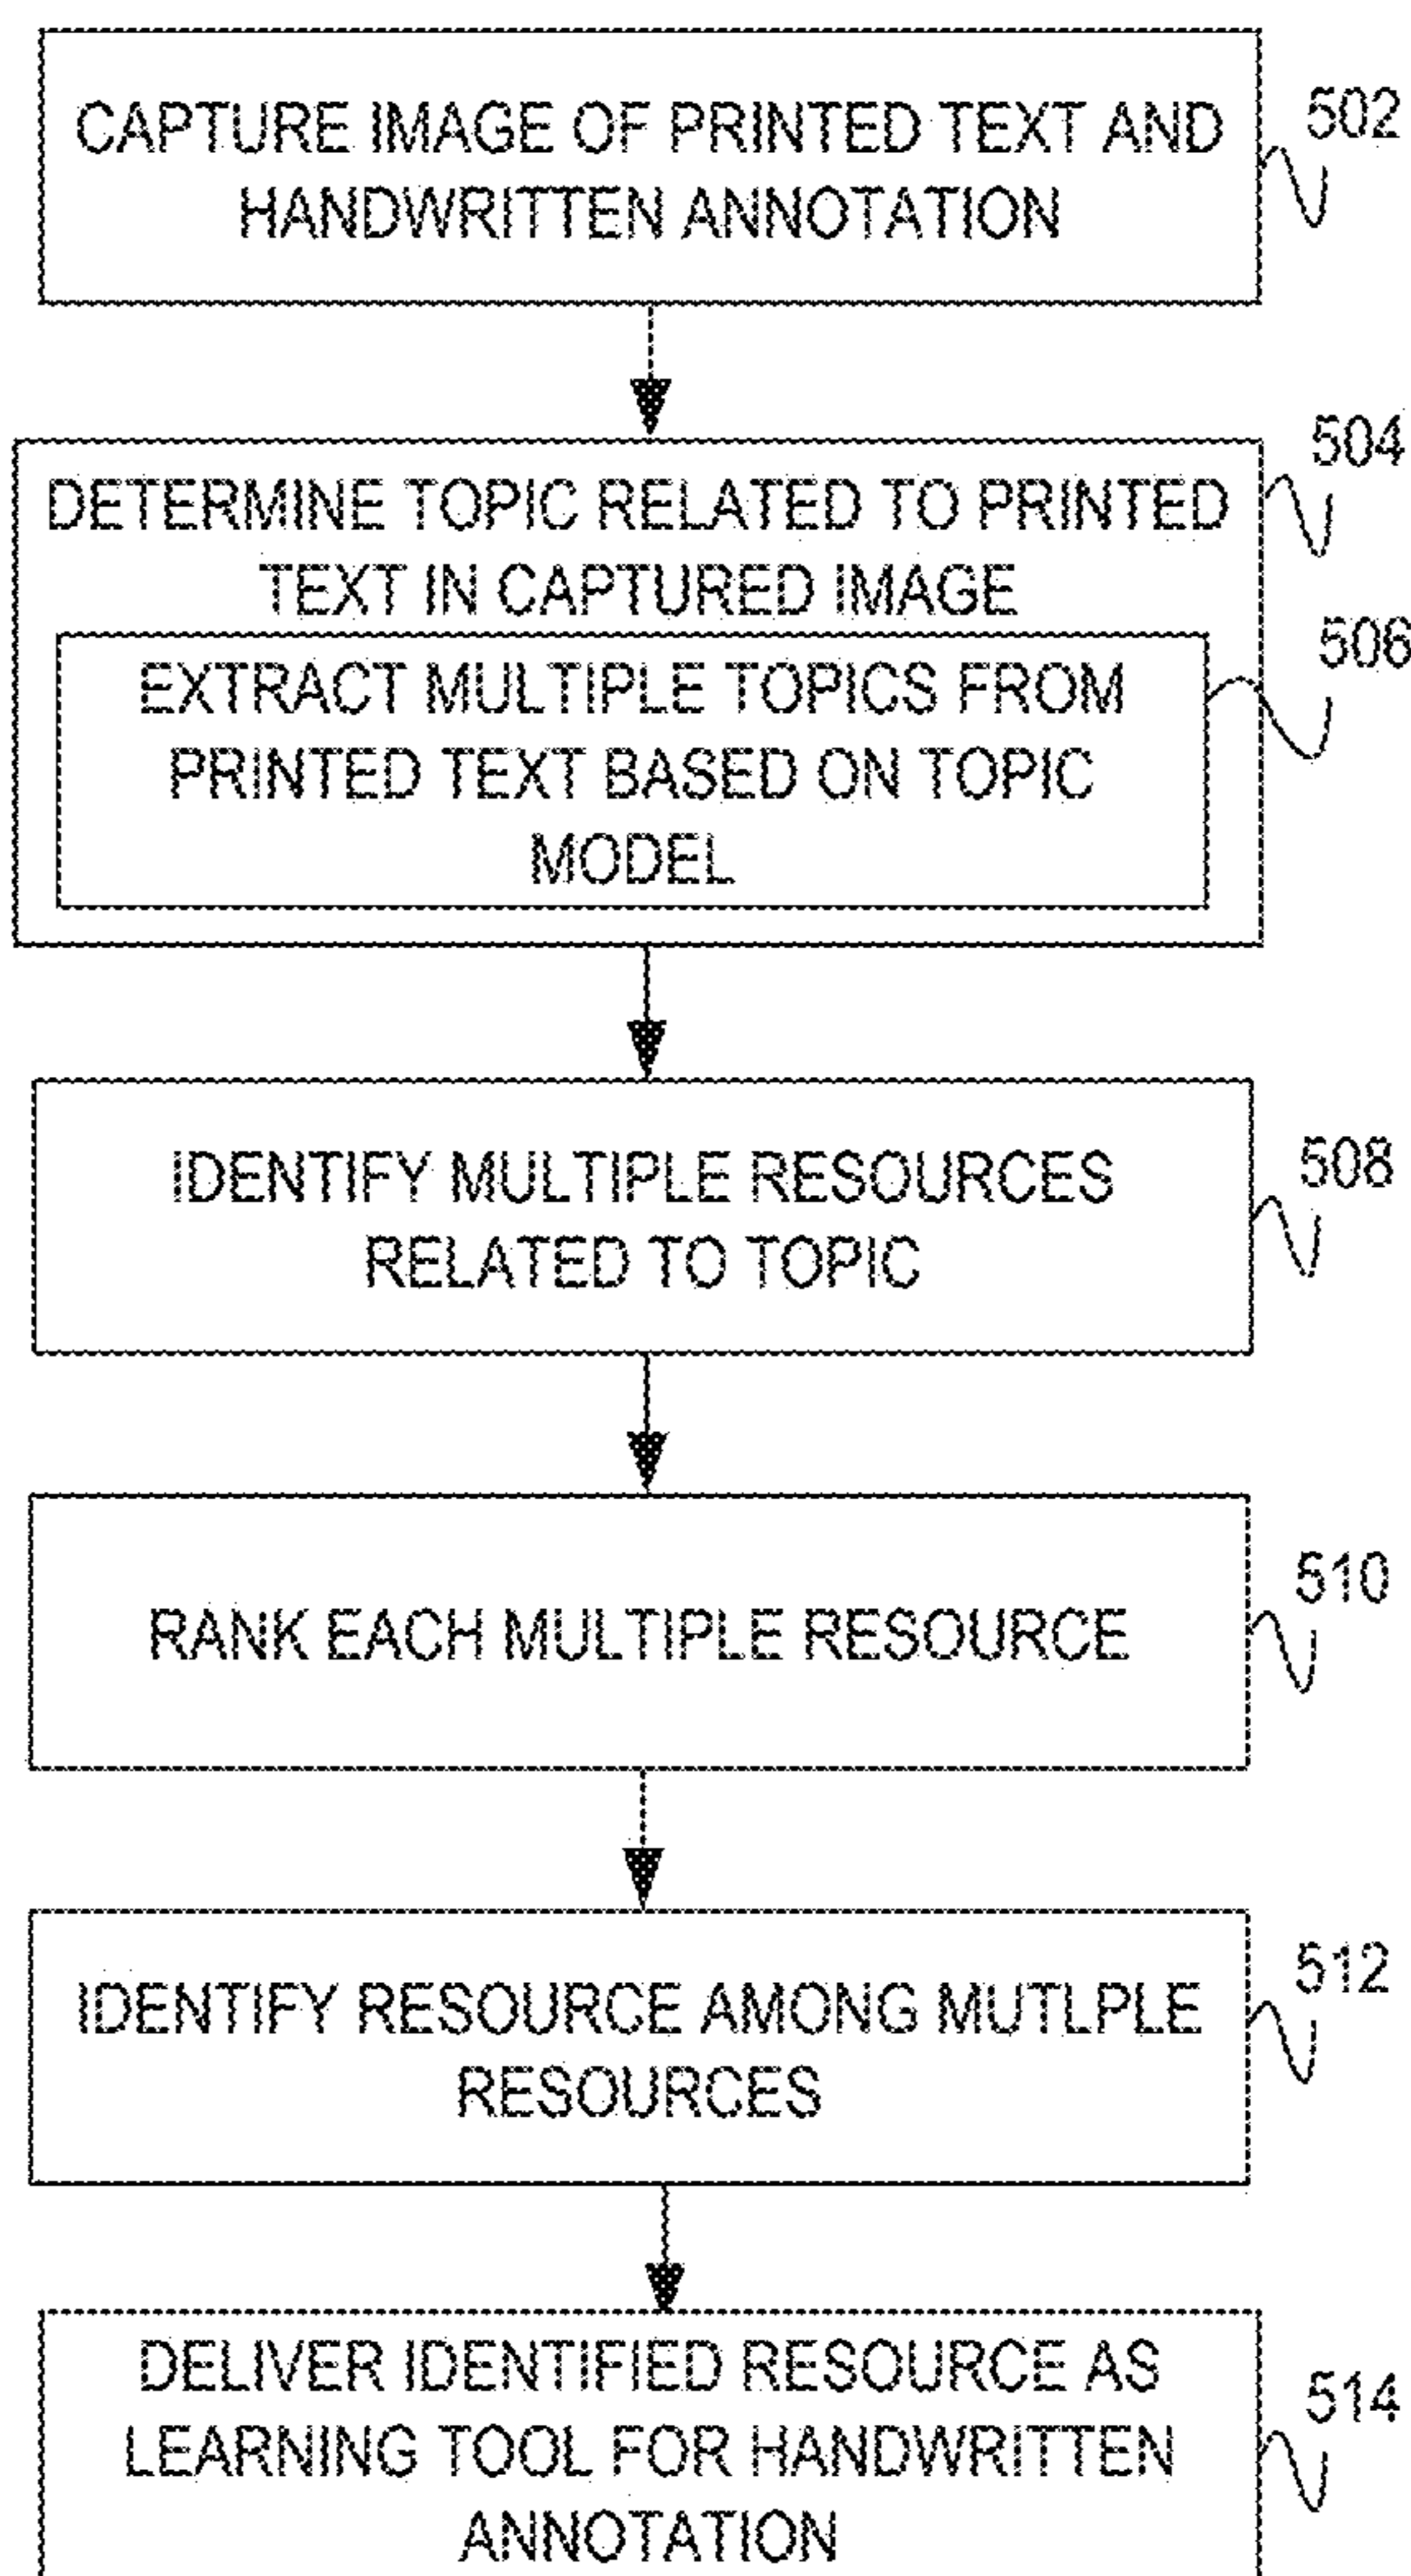 CAPTURE IMAGE OF PRINTED TEXT AND
HANDWRITTEN ANNOTATION
502
DETERMINE TOPIC RELATED TO PRINTED
TEXT IN CAPTURED IMAGE
504
EXTRACT MULTIPLE TOPICS FROM
PRINTED TEXT BASED ON TOPIC
MODEL
506
IDENTIFY MULTIPLE RESOURCES
RELATED TO TOPIC
508
RANK EACH MULTIPLE RESOURCE
510
IDENTIFY RESOURCE AMONG MUTLPLE
RESOURCES
512
DELIVER IDENTIFIED RESOURCE AS
LEARNING TOOL FOR HANDWRITTEN
ANNOTATION
514